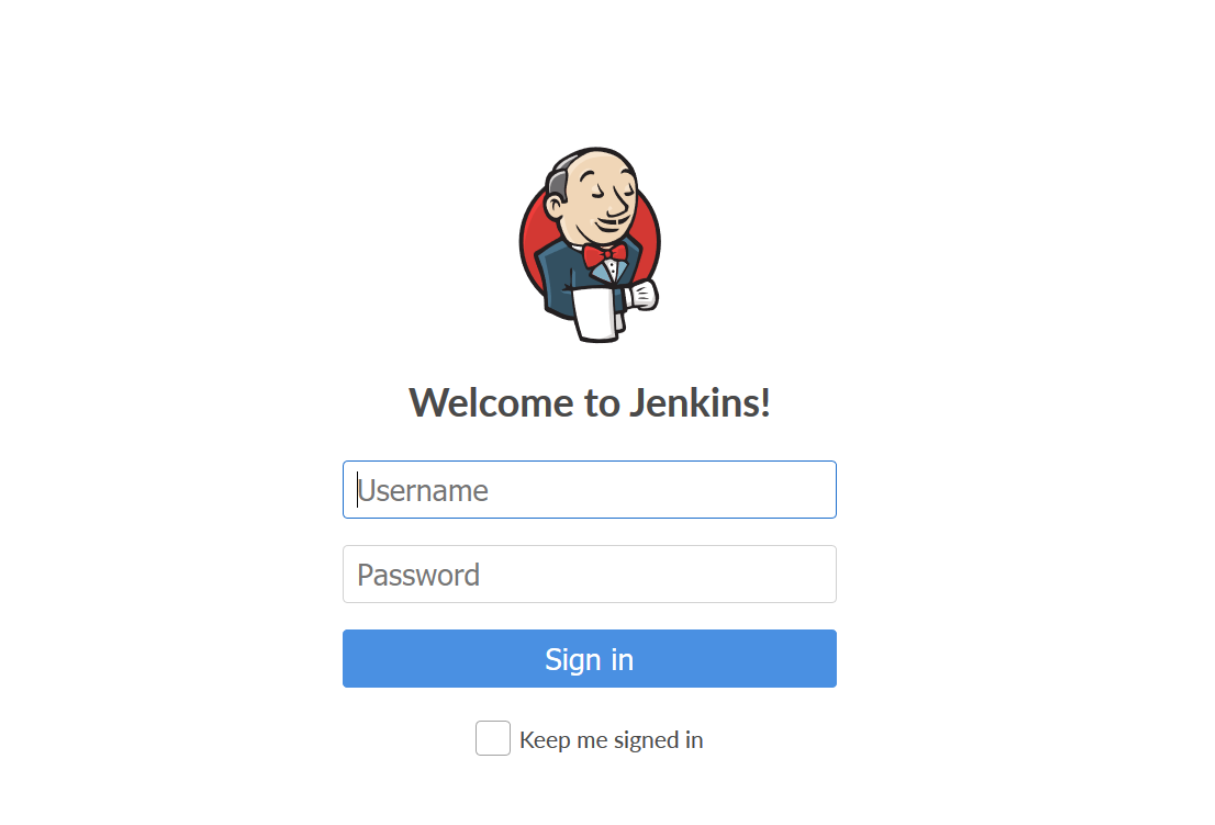 Welcome to Jenkins!
Username
Password
Sign in
Keep me signed in